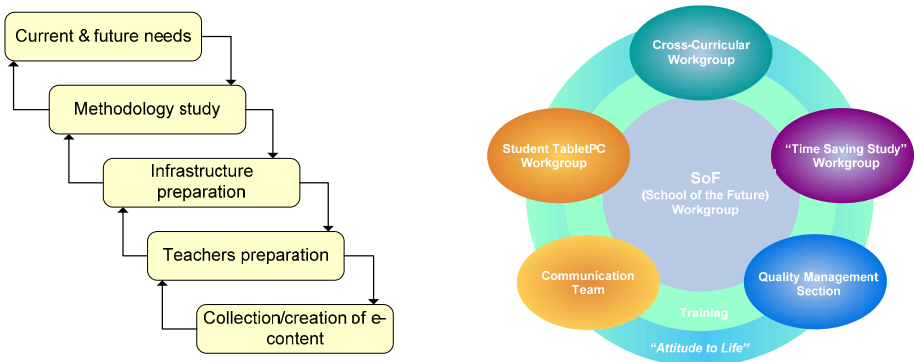 Current & future needs
Methodology study
Infrastructure
preparation
Teachers preparation
Collection/creation of e-
content
Cross-Curricular
Workgroup
Student TabletPC
Workgroup
“Time Saving Study”
Workgroup
SoF
(School of the Future)
Workgroup
Communication
Team
Quality Management
Section
Training
“Attitude to Life”